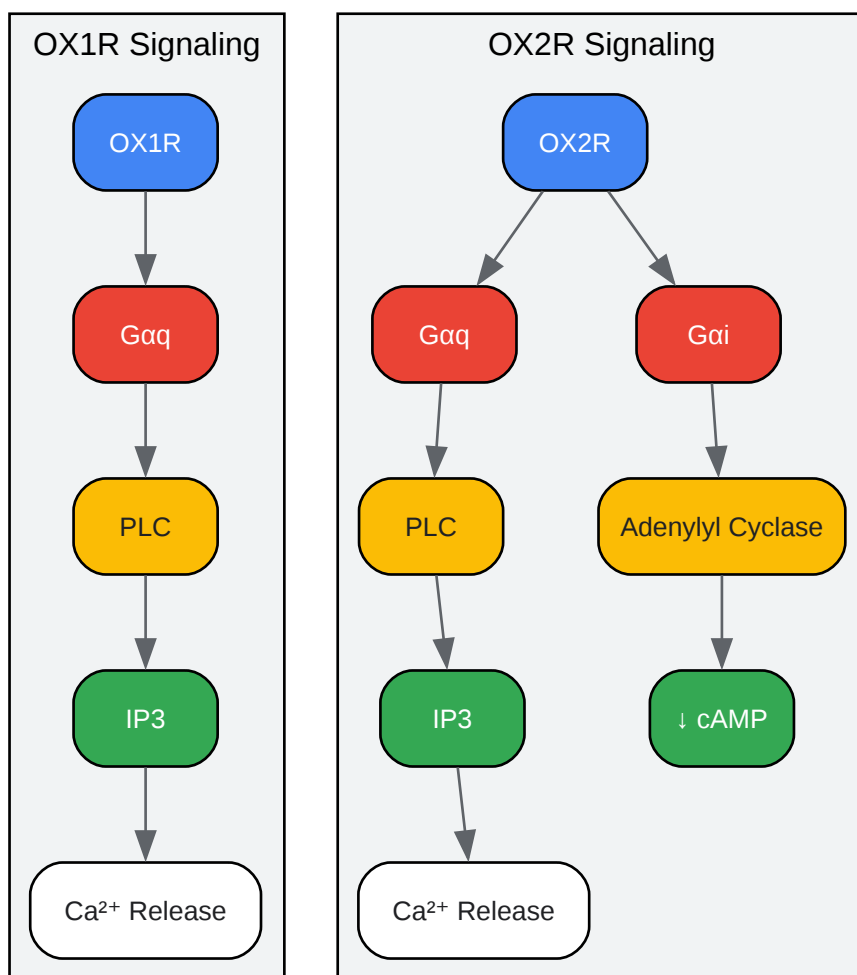 OX1R Signaling
OX1R
Gαq
PLC
IP3
Ca²⁺ Release
OX2R Signaling
OX2R
Gαq
Gαi
PLC
Adenylyl Cyclase
IP3
↓ cAMP
Ca²⁺ Release